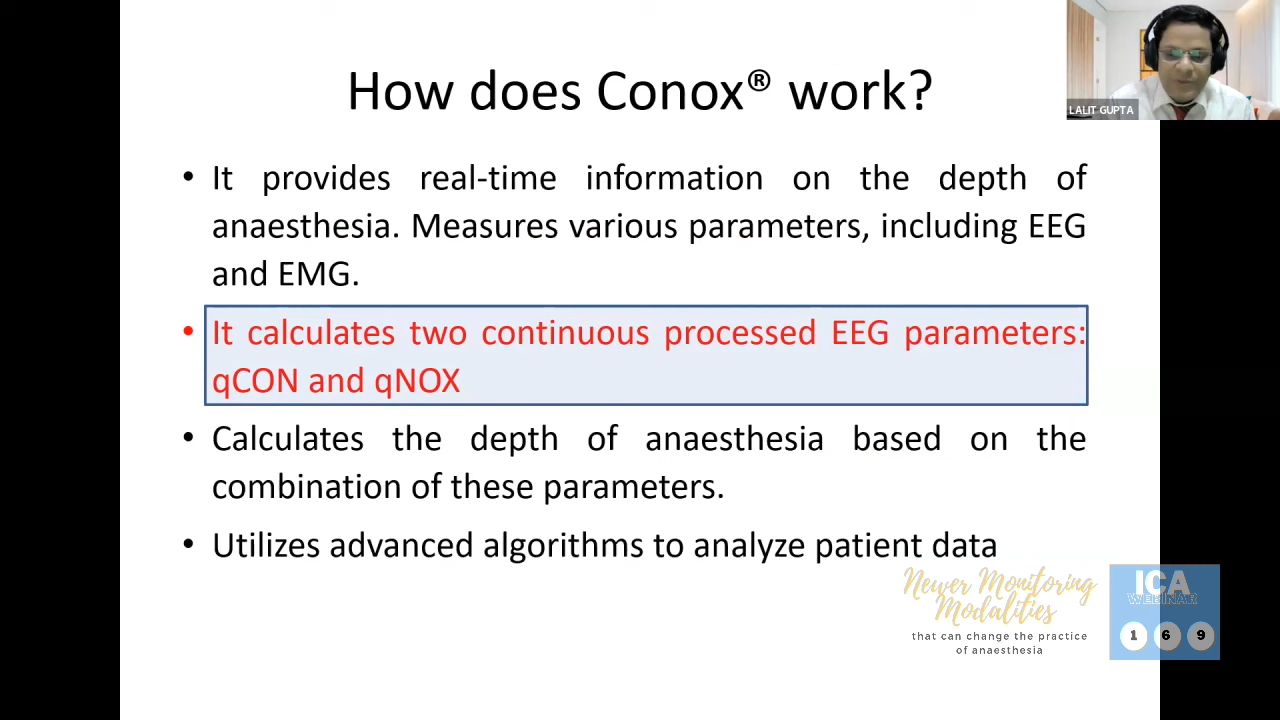 How does Conox® work?
LALIT GUPTA
• It provides real-time information on the depth of
anaesthesia. Measures various parameters, including EEG
and EMG.
• It calculates two continuous processed EEG parameters:
qCON and qNOX
• Calculates the depth of anaesthesia based on the
combination of these parameters.
• Utilizes advanced algorithms to analyze patient data
Newer Monitoring
Modalities
that can change the practice
of anaesthesia
ICA
WEBINAR
1 6 9